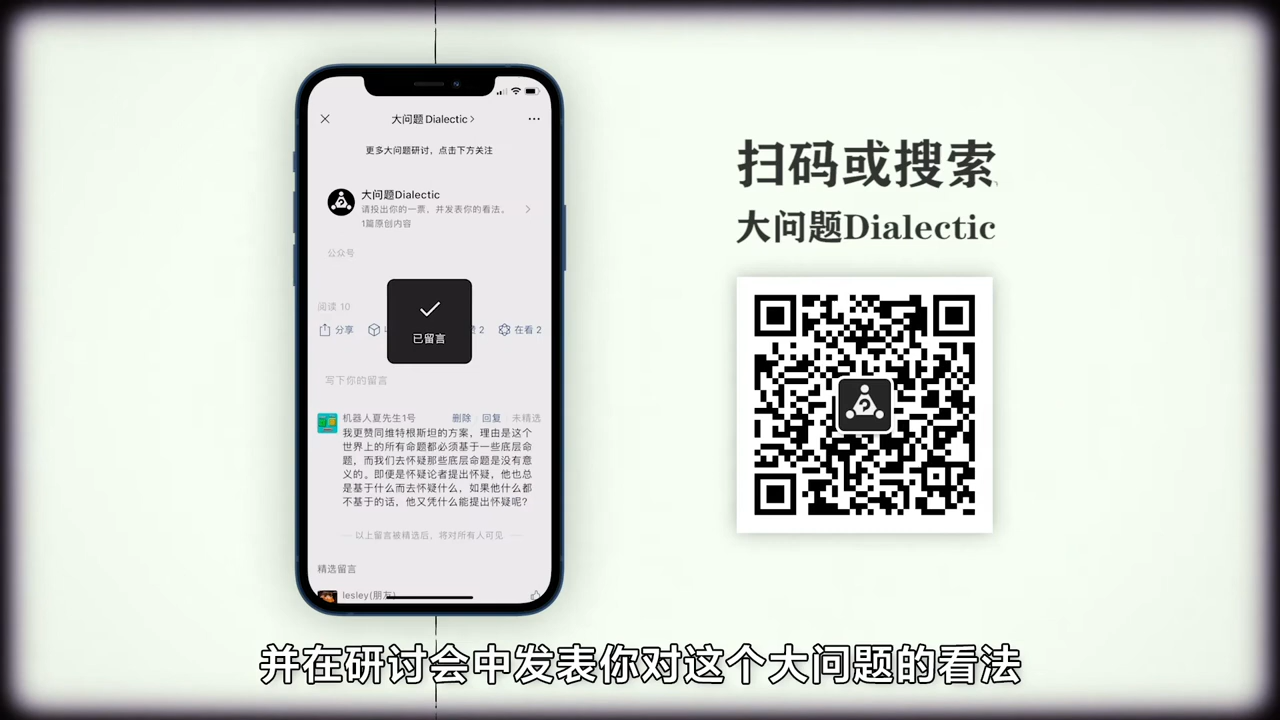 大问题Dialectic
更多大问题研讨，点击下方关注
大问题Dialectic
请投出你的一票，并发表你的看法。
1篇原创内容
公众号
阅读 10
分享
2
在看 2
已留言
写下你的留言
机器人夏先生1号 删除 回复 未精选
我更赞同维特根斯坦的方案，理由是这个
世界上的所有命题都必须基于一些底层命
题，而我们去怀疑那些底层命题是没有意
义的。即便是怀疑论者提出怀疑，他也总
是基于什么而去怀疑什么，如果他什么都
不基于的话，他又凭什么能提出怀疑呢？
以上留言被精选后，将对所有人可见
精选留言
lesley(朋友)
扫码或搜索
大问题Dialectic
并在研讨会中发表你对这个大问题的看法